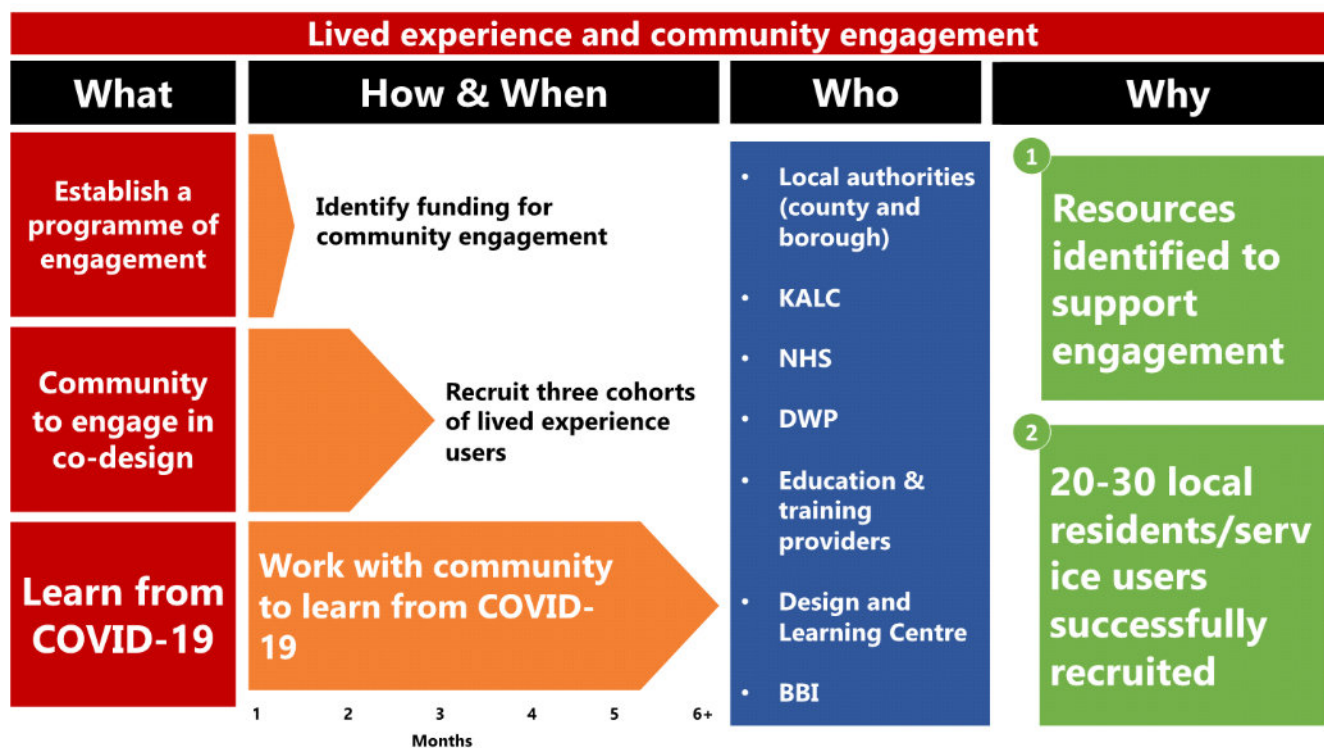 Lived experience and community engagement
What
How & When
Who
Why
Establish a
programme of
engagement
Identify funding for
community engagement
Community
to engage in
co-design
Recruit three cohorts
of lived experience
users
Learn from
COVID-19
Work with community
to learn from COVID-
19
1 2 3 4 5 6+
Months
• Local authorities
(county and
borough)
• KALC
• NHS
• DWP
• Education &
training
providers
• Design and
Learning Centre
• BBI
1
Resources
identified to
support
engagement
2
20-30 local
residents/serv
ice users
successfully
recruited